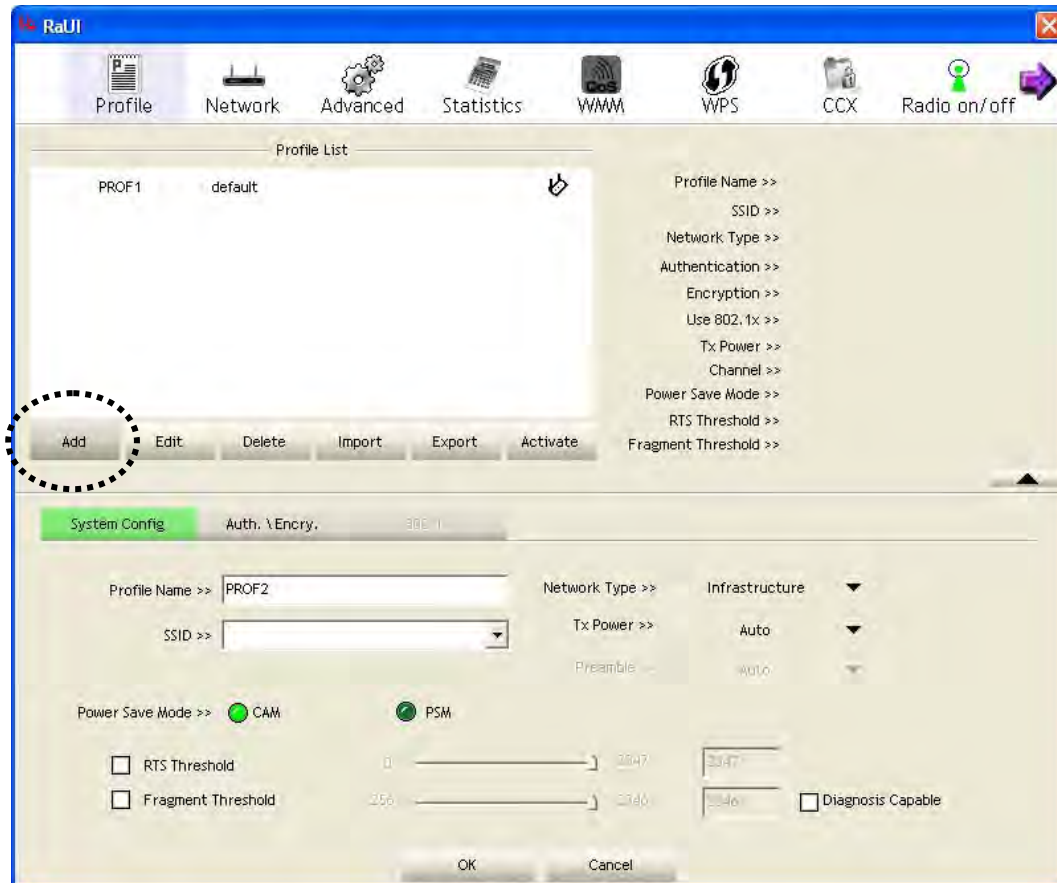 RaUI
Profile Network Advanced Statistics WMM WPS CCX Radio on/off
QoS
Profile List
PROF1 default
Profile Name >>
SSID >>
Network Type >>
Authentication >>
Encryption >>
Use 802.1x >>
Tx Power >>
Channel >>
Power Save Mode >>
RTS Threshold >>
Fragment Threshold >>
Add Edit Delete Import Export Activate
System Config Auth. \ Encry.
Profile Name >> PROF2 Network Type >> Infrastructure
SSID >> Tx Power >> Auto
Preamble Auto
Power Save Mode >> CAM PSM
RTS Threshold 0 2347 2347
Fragment Threshold 256 2346 2346 Diagnosis Capable
OK Cancel